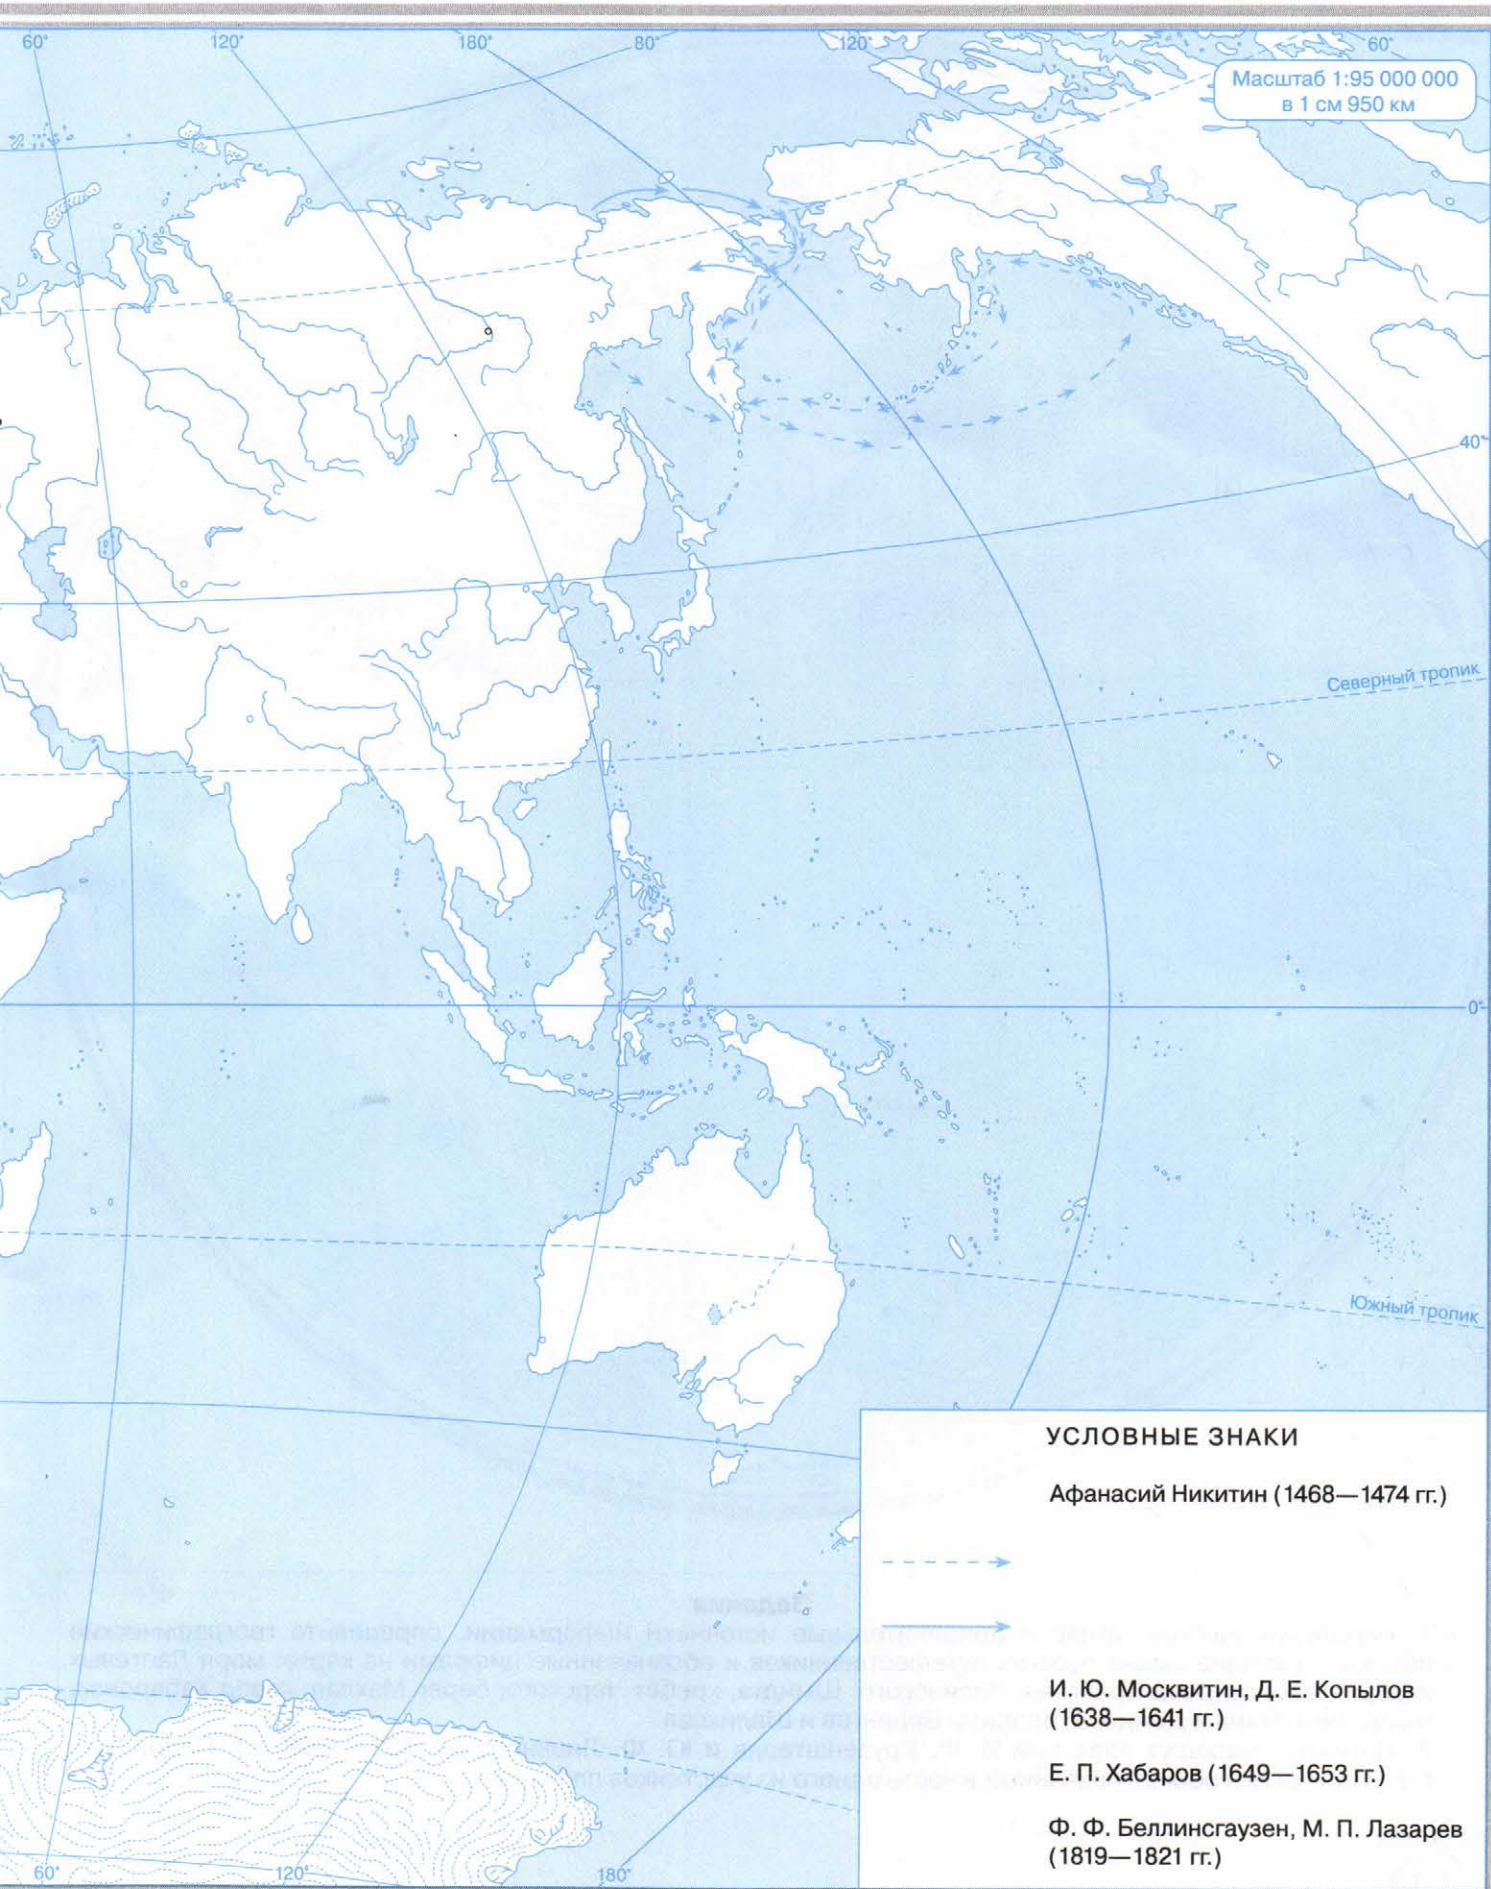 60° 120° 180° 80° 120° 60°
Масштаб 1:95 000 000
в 1 см 950 км
40°
Северный тропик
0°
Южный тропик
УСЛОВНЫЕ ЗНАКИ
Афанасий Никитин (1468—1474 гг.)
И. Ю. Москвитин, Д. Е. Копылов
(1638—1641 гг.)
Е. П. Хабаров (1649—1653 гг.)
Ф. Ф. Беллинсгаузен, М. П. Лазарев
(1819—1821 гг.)
60° 120° 180°